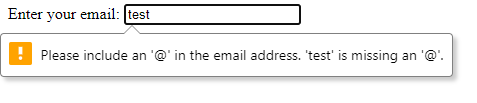 Enter your email: test
Please include an '@' in the email address. 'test' is missing an '@'.